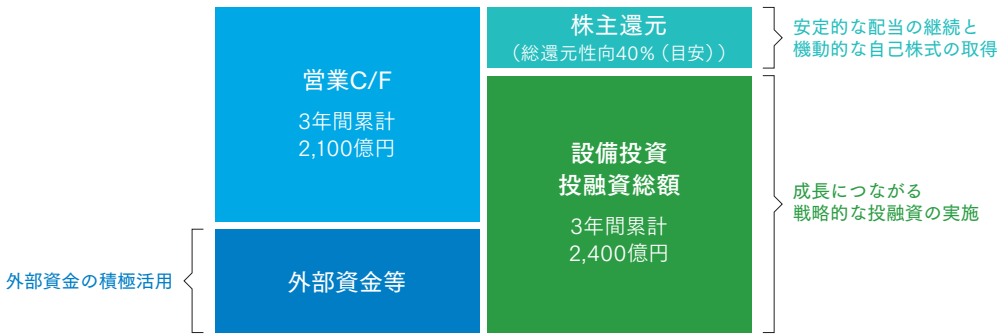 営業C/F
3年間累計
2,100億円
外部資金の積極活用
外部資金等
株主還元
（総還元性向40%（目安））
安定的な配当の継続と
機動的な自己株式の取得
設備投資
投融資総額
3年間累計
2,400億円
成長につながる
戦略的な投融資の実施